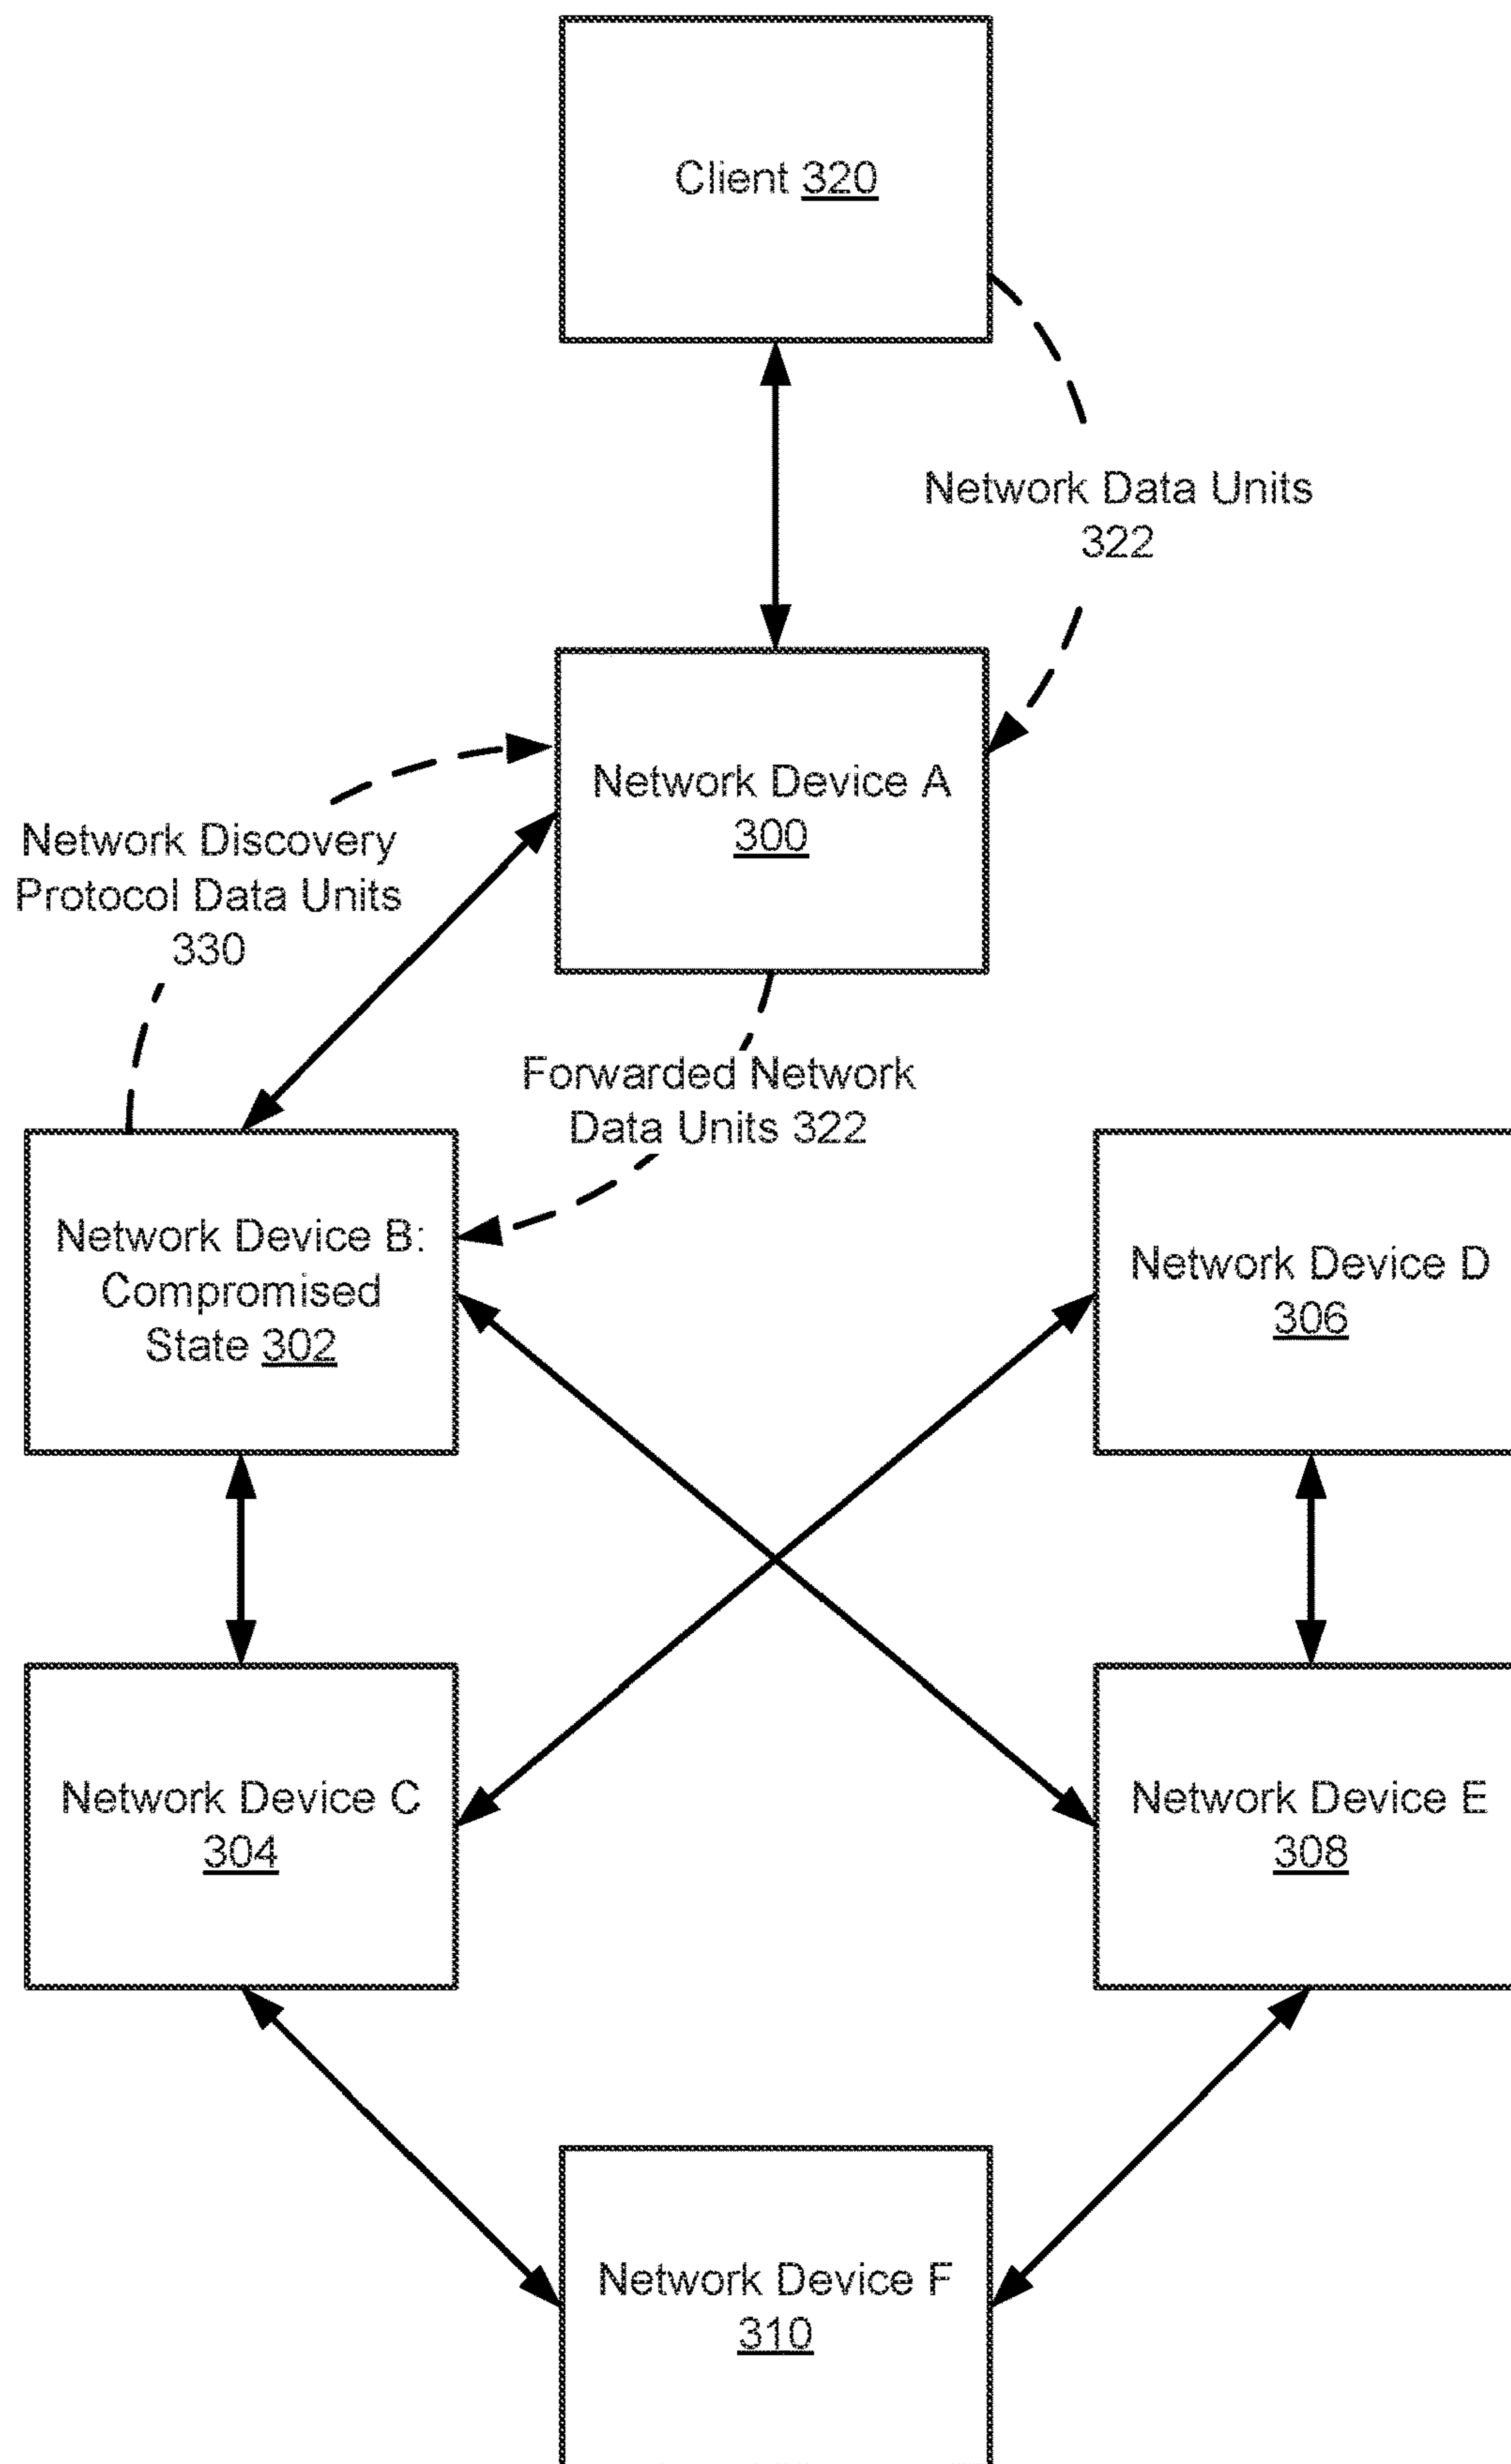 Client 320
Network Data Units
322
Network Device A
300
Network Discovery
Protocol Data Units
330
Forwarded Network
Data Units 322
Network Device B:
Compromised
State 302
Network Device D
306
Network Device C
304
Network Device E
308
Network Device F
310